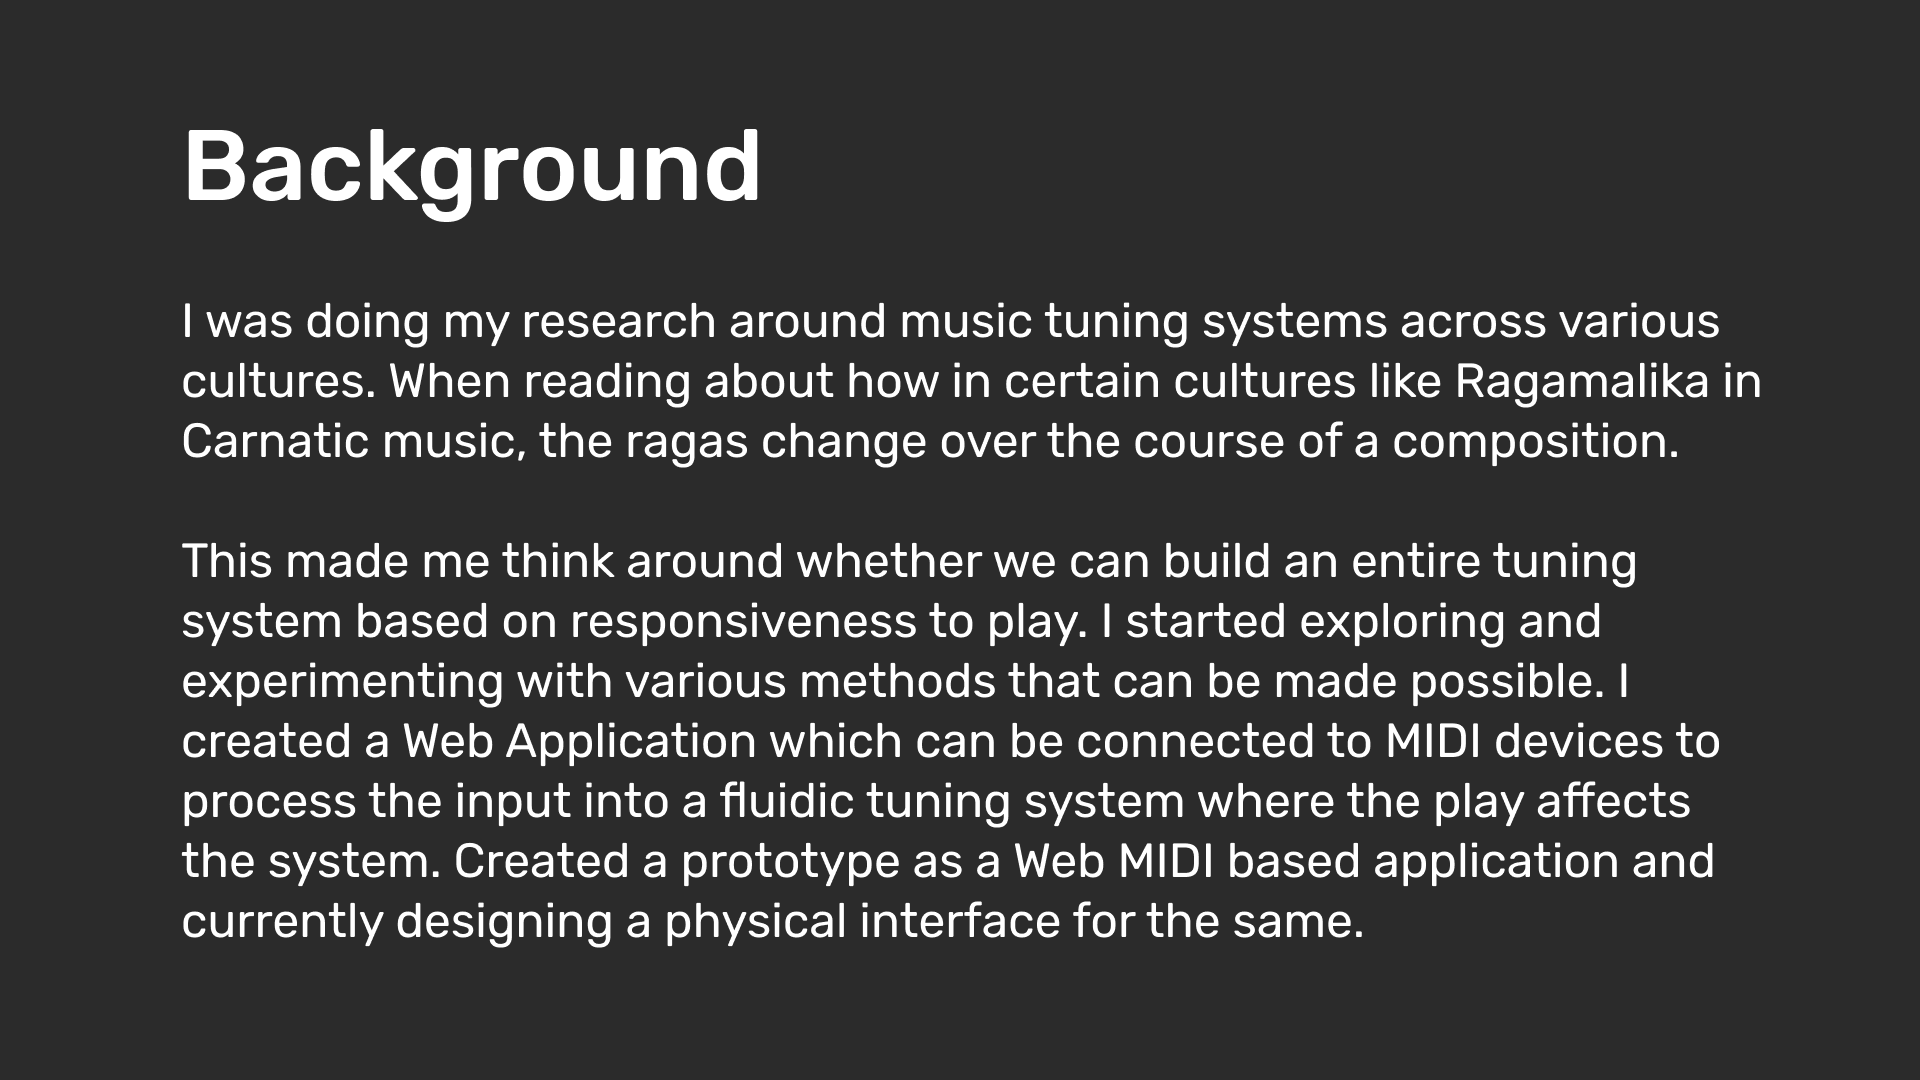 Background
I was doing my research around music tuning systems across various
cultures. When reading about how in certain cultures like Ragamalika in
Carnatic music, the ragas change over the course of a composition.
This made me think around whether we can build an entire tuning
system based on responsiveness to play. I started exploring and
experimenting with various methods that can be made possible. I
created a Web Application which can be connected to MIDI devices to
process the input into a fluidic tuning system where the play affects
the system. Created a prototype as a Web MIDI based application and
currently designing a physical interface for the same.